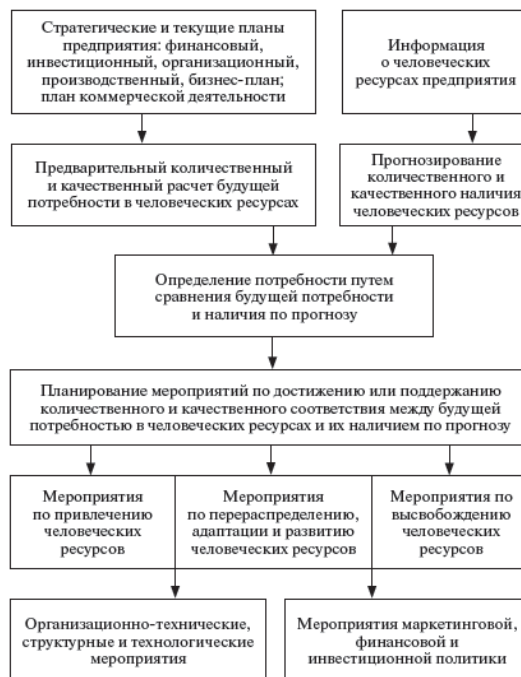 Стратегические и текущие планы
предприятия: финансовый,
инвестиционный, организационный,
производственный, бизнес-план;
план коммерческой деятельности
Информация
о человеческих
ресурсах предприятия
Предварительный количественный
и качественный расчет будущей
потребности в человеческих ресурсах
Прогнозирование
количественного и
качественного наличия
человеческих ресурсов
Определение потребности путем
сравнения будущей потребности
и наличия по прогнозу
Планирование мероприятий по достижению или поддержанию
количественного и качественного соответствия между будущей
потребностью в человеческих ресурсах и их наличием по прогнозу
Мероприятия
по привлечению
человеческих
ресурсов
Мероприятия
по перераспределению,
адаптации и развитию
человеческих ресурсов
Мероприятия по
высвобождению
человеческих
ресурсов
Организационно-технические,
структурные и технологические
мероприятия
Мероприятия маркетинговой,
финансовой и
инвестиционной политики